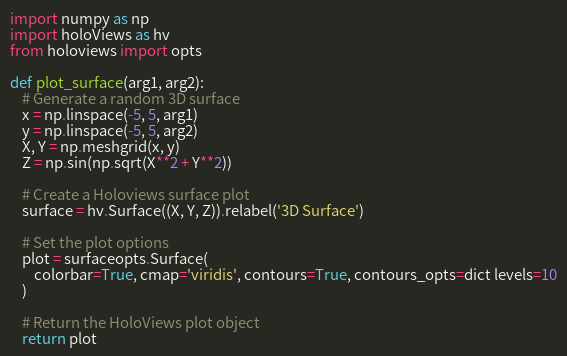 import numpy as np
import holoViews as hv
from holoviews import opts
def plot_surface(arg1, arg2):
# Generate a random 3D surface
x = np.linspace(-5, 5, arg1)
y = np.linspace(-5, 5, arg2)
X, Y = np.meshgrid(x, y)
Z = np.sin(np.sqrt(X**2 + Y**2))
# Create a Holoviews surface plot
surface = hv.Surface((X, Y, Z)).relabel('3D Surface')
# Set the plot options
plot = surfaceopts.Surface(
colorbar=True, cmap='viridis', contours=True, contours_opts=dict levels=10
)
# Return the HoloViews plot object
return plot